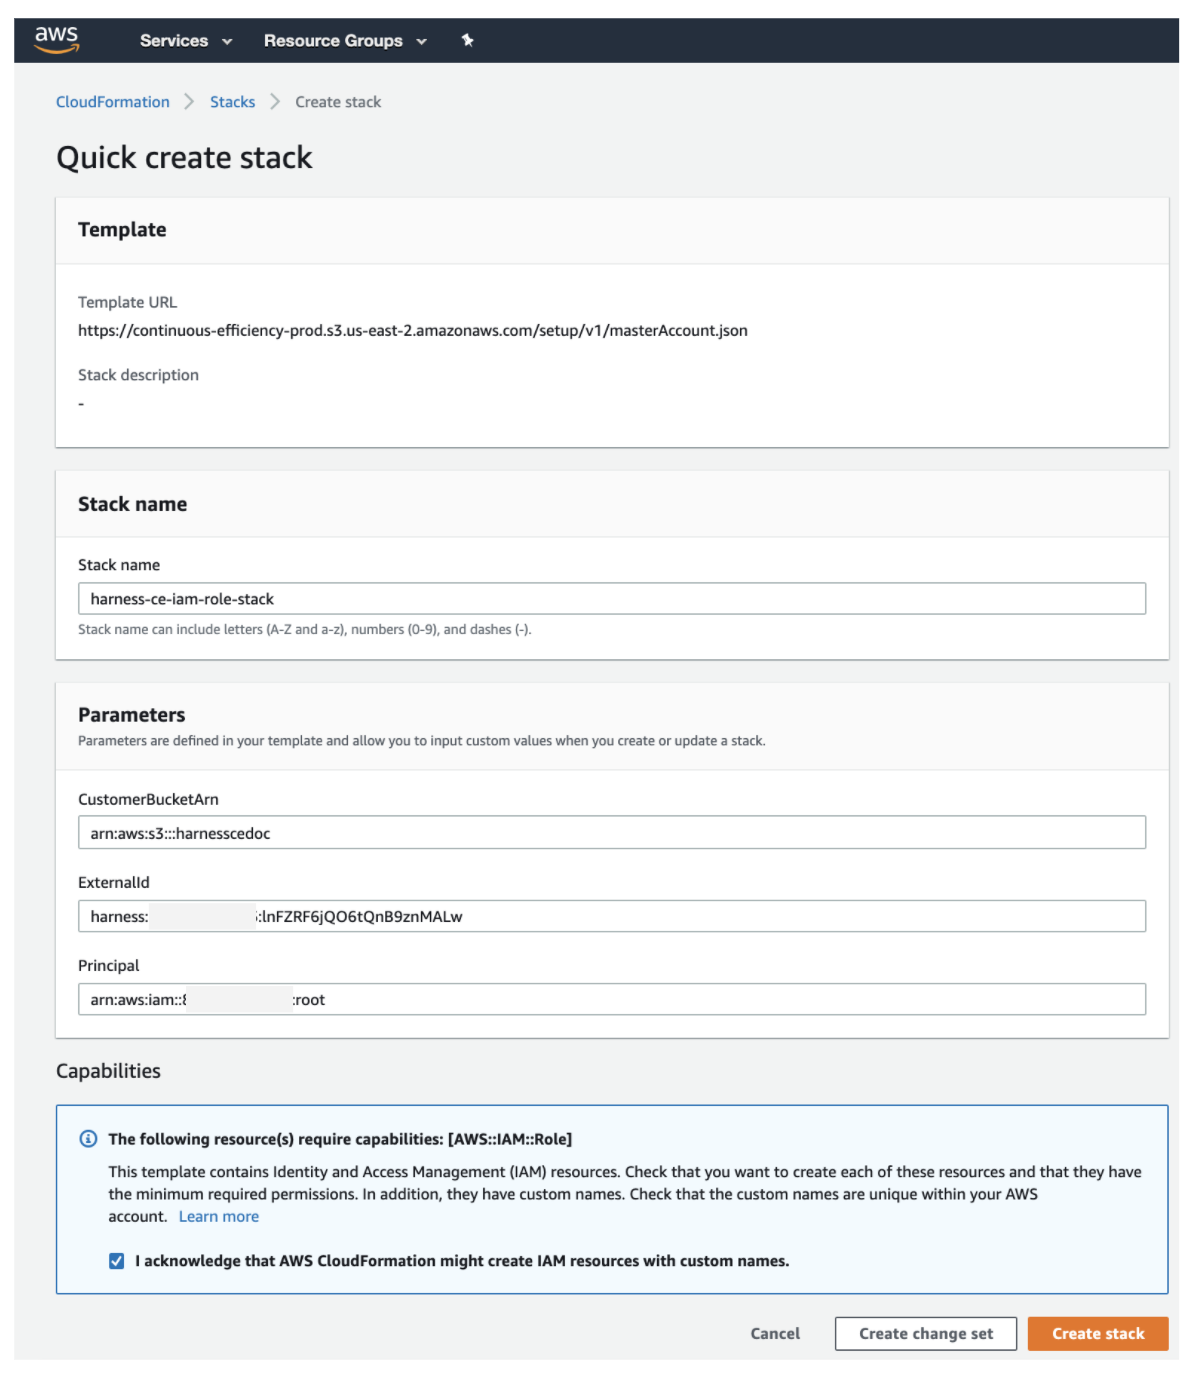 aws Services Resource Groups
CloudFormation Stacks Create stack
Quick create stack
Template
Template URL
https://continuous-efficiency-prod.s3.us-east-2.amazonaws.com/setup/v1/masterAccount.json
Stack description
-
Stack name
Stack name
harness-ce-iam-role-stack
Stack name can include letters (A-Z and a-z), numbers (0-9), and dashes (-).
Parameters
Parameters are defined in your template and allow you to input custom values when you create or update a stack.
CustomerBucketArn
arn:aws:s3:::harnesscedoc
ExternalId
harness: :lnFZRF6jQO6tQnB9znMALw
Principal
arn:aws:iam:: :root
Capabilities
The following resource(s) require capabilities: [AWS::IAM::Role]
This template contains Identity and Access Management (IAM) resources. Check that you want to create each of these resources and that they have
the minimum required permissions. In addition, they have custom names. Check that the custom names are unique within your AWS
account. Learn more
I acknowledge that AWS CloudFormation might create IAM resources with custom names.
Cancel Create change set Create stack